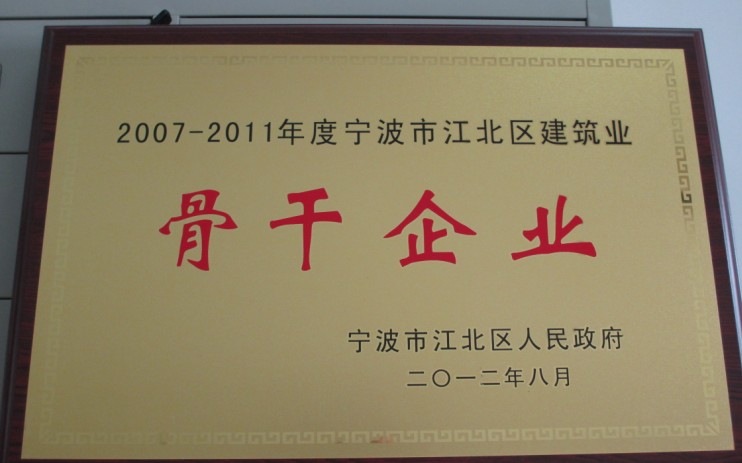 2007-2011年度宁波市江北区建筑业
骨干企业
宁波市江北区人民政府
二〇一二年八月